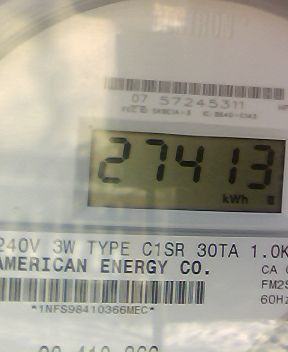 07 57245311
27413
kWh
240V 3W TYPE C1SR 30TA 1.0K
AMERICAN ENERGY CO.
CA
FM2S
60Hz
*1NFS98410366MEC*